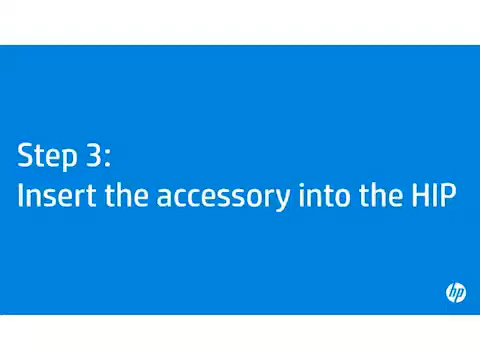 Step 3:
Insert the accessory into the HIP
hp